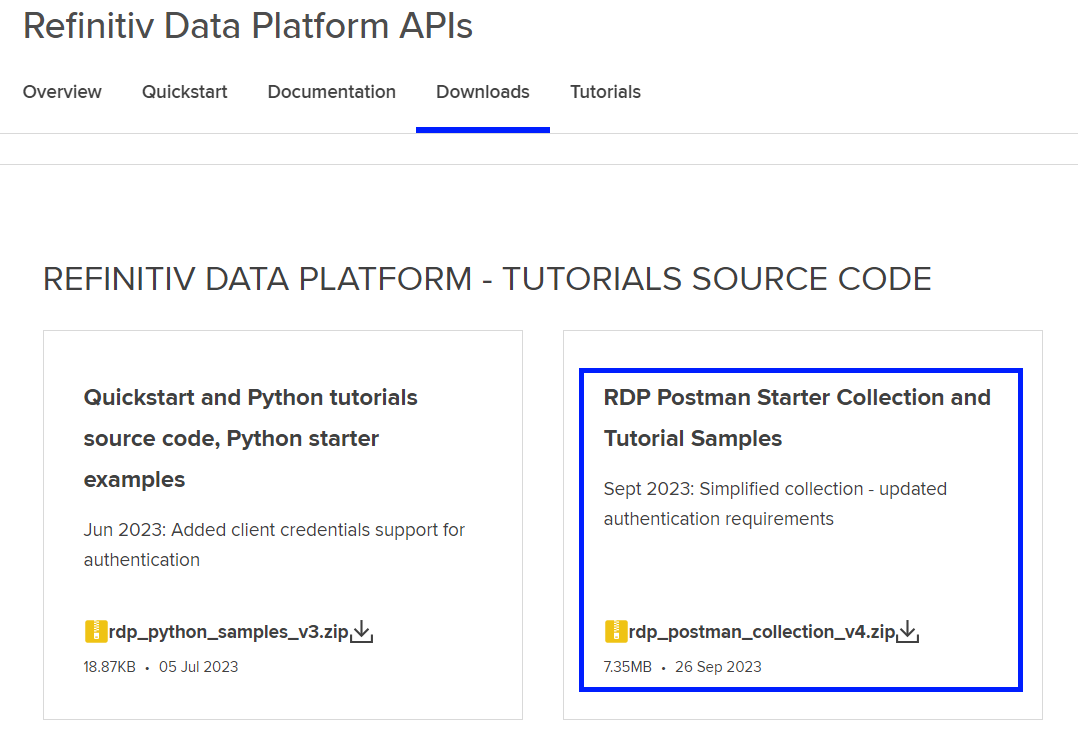 Refinitiv Data Platform APIs
Overview Quickstart Documentation Downloads Tutorials
REFINITIV DATA PLATFORM - TUTORIALS SOURCE CODE
Quickstart and Python tutorials
source code, Python starter
examples
Jun 2023: Added client credentials support for
authentication
rdp_python_samples_v3.zip
18.87KB • 05 Jul 2023
RDP Postman Starter Collection and
Tutorial Samples
Sept 2023: Simplified collection - updated
authentication requirements
rdp_postman_collection_v4.zip
7.35MB • 26 Sep 2023